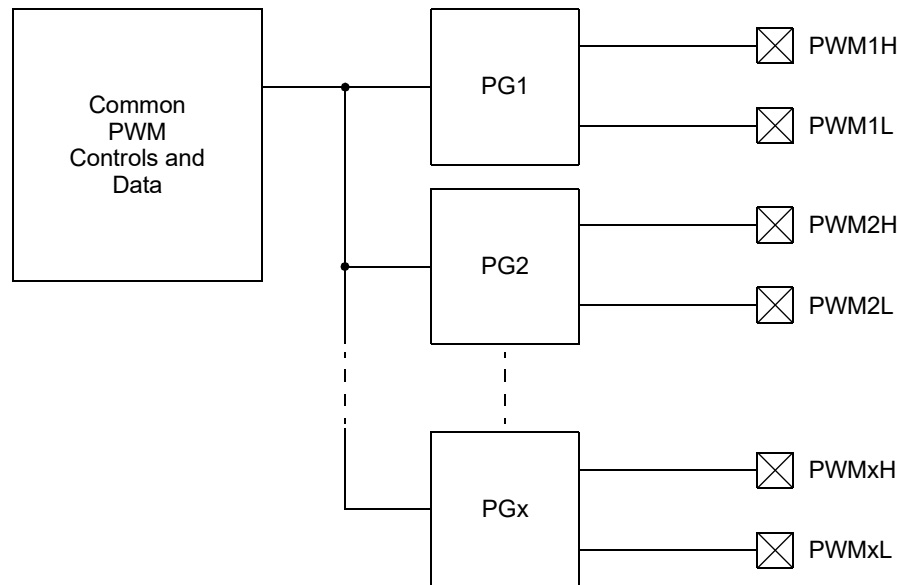 Common
PWM
Controls and
Data
PG1
PWM1H
PWM1L
PG2
PWM2H
PWM2L
PGx
PWMxH
PWMxL